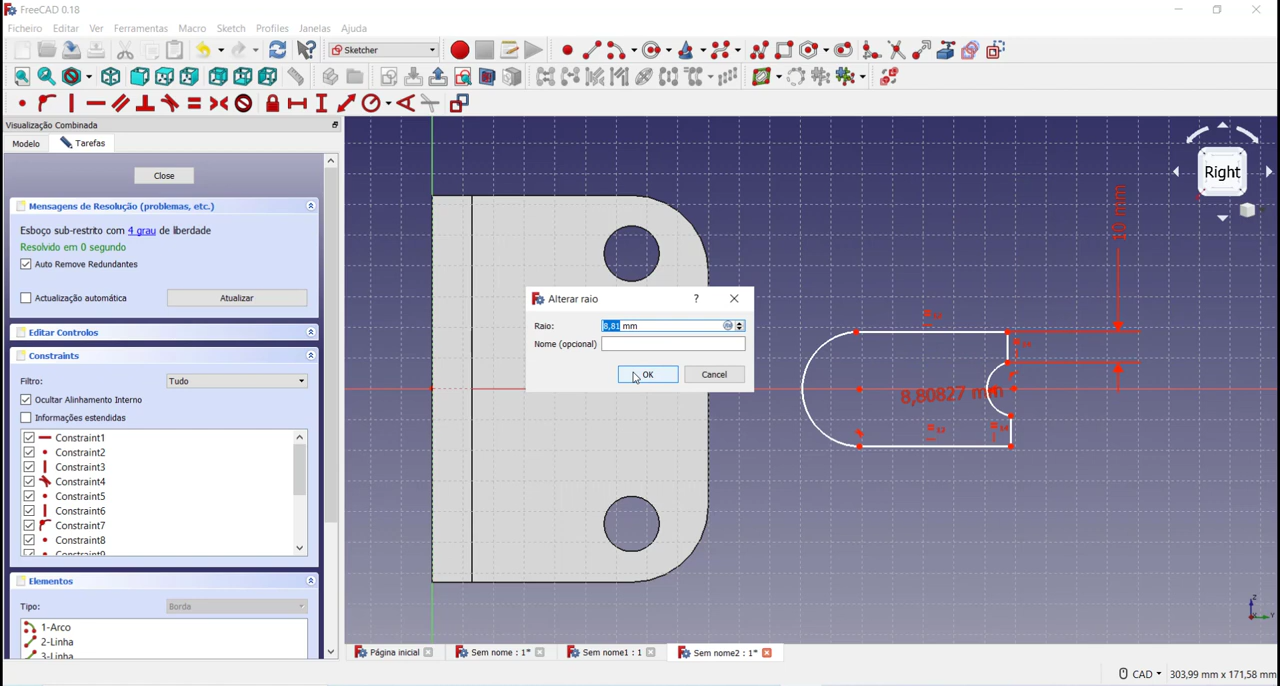 FreeCAD 0.18
Ficheiro Editar Ver Ferramentas Macro Sketch Profiles Janelas Ajuda
Sketcher
Visualização Combinada
Modelo Tarefas
Close
Mensagens de Resolução (problemas, etc.)
Esboço sub-restrito com 4 grau de liberdade
Resolvido em 0 segundo
Auto Remove Redundantes
Actualização automática Atualizar
Editar Controlos
Constraints
Filtro: Tudo
Ocultar Alinhamento Interno
Informações estendidas
Constraint1
Constraint2
Constraint3
Constraint4
Constraint5
Constraint6
Constraint7
Constraint8
Constraint9
Elementos
Tipo: Borda
1-Arco
2-Linha
3-Linha
Alterar raio ?
Raio: 8,81 mm
Nome (opcional)
OK Cancel
10 mm
8,80827 mm
Right
Z
Y
Página inicial Sem nome : 1* Sem nome1 : 1 Sem nome2 : 1*
CAD 303,99 mm x 171,58 mm